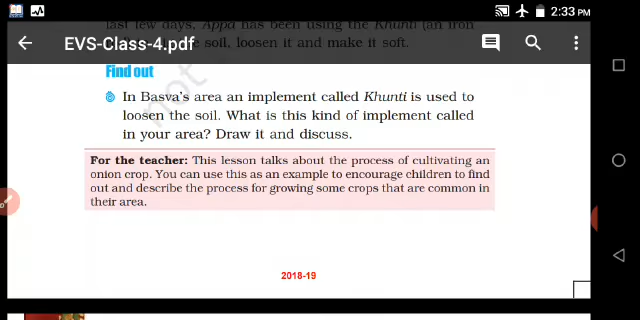 2:33 PM
last few days, Appa has been using the Khunti (an iron
EVS-Class-4.pdf
the soil, loosen it and make it soft.
Find out
In Basva's area an implement called Khunti is used to
loosen the soil. What is this kind of implement called
in your area? Draw it and discuss.
For the teacher: This lesson talks about the process of cultivating an
onion crop. You can use this as an example to encourage children to find
out and describe the process for growing some crops that are common in
their area.
2018-19